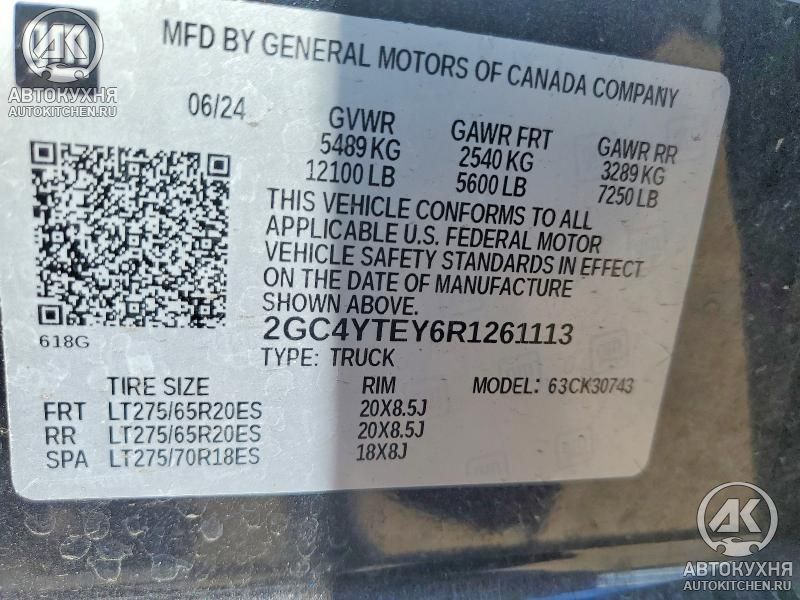 MFD BY GENERAL MOTORS OF CANADA COMPANY
АК
АВТОКУХНЯ
AUTOKITCHEN.RU
06/24
GVWR
5489 KG
12100 LB
GAWR FRT
2540 KG
5600 LB
GAWR RR
3289 KG
7250 LB
THIS VEHICLE CONFORMS TO ALL
APPLICABLE U.S. FEDERAL MOTOR
VEHICLE SAFETY STANDARDS IN EFFECT
ON THE DATE OF MANUFACTURE
SHOWN ABOVE.
618G
2GC4YTEY6R1261113
TYPE: TRUCK
TIRE SIZE RIM MODEL: 63CK30743
FRT LT275/65R20ES 20X8.5J
RR LT275/65R20ES 20X8.5J
SPA LT275/70R18ES 18X8J
АК
АВТОКУХНЯ
AUTOKITCHEN.RU